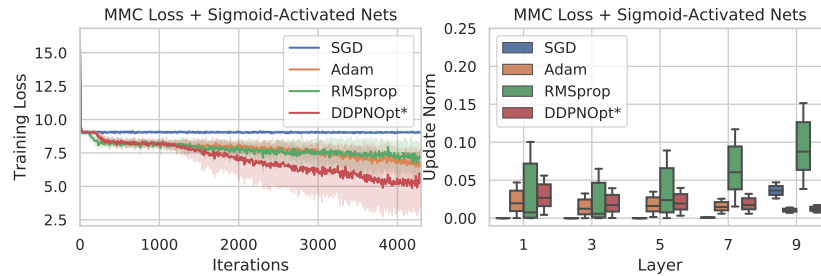 MMC Loss + Sigmoid-Activated Nets
Training Loss
15.0
12.5
10.0
7.5
5.0
2.5
SGD
Adam
RMSprop
DDPNOpt*
0
1000
2000
3000
4000
Iterations
MMC Loss + Sigmoid-Activated Nets
Update Norm
0.25
0.20
0.15
0.10
0.05
0.00
SGD
Adam
RMSprop
DDPNOpt*
1
3
5
7
9
Layer